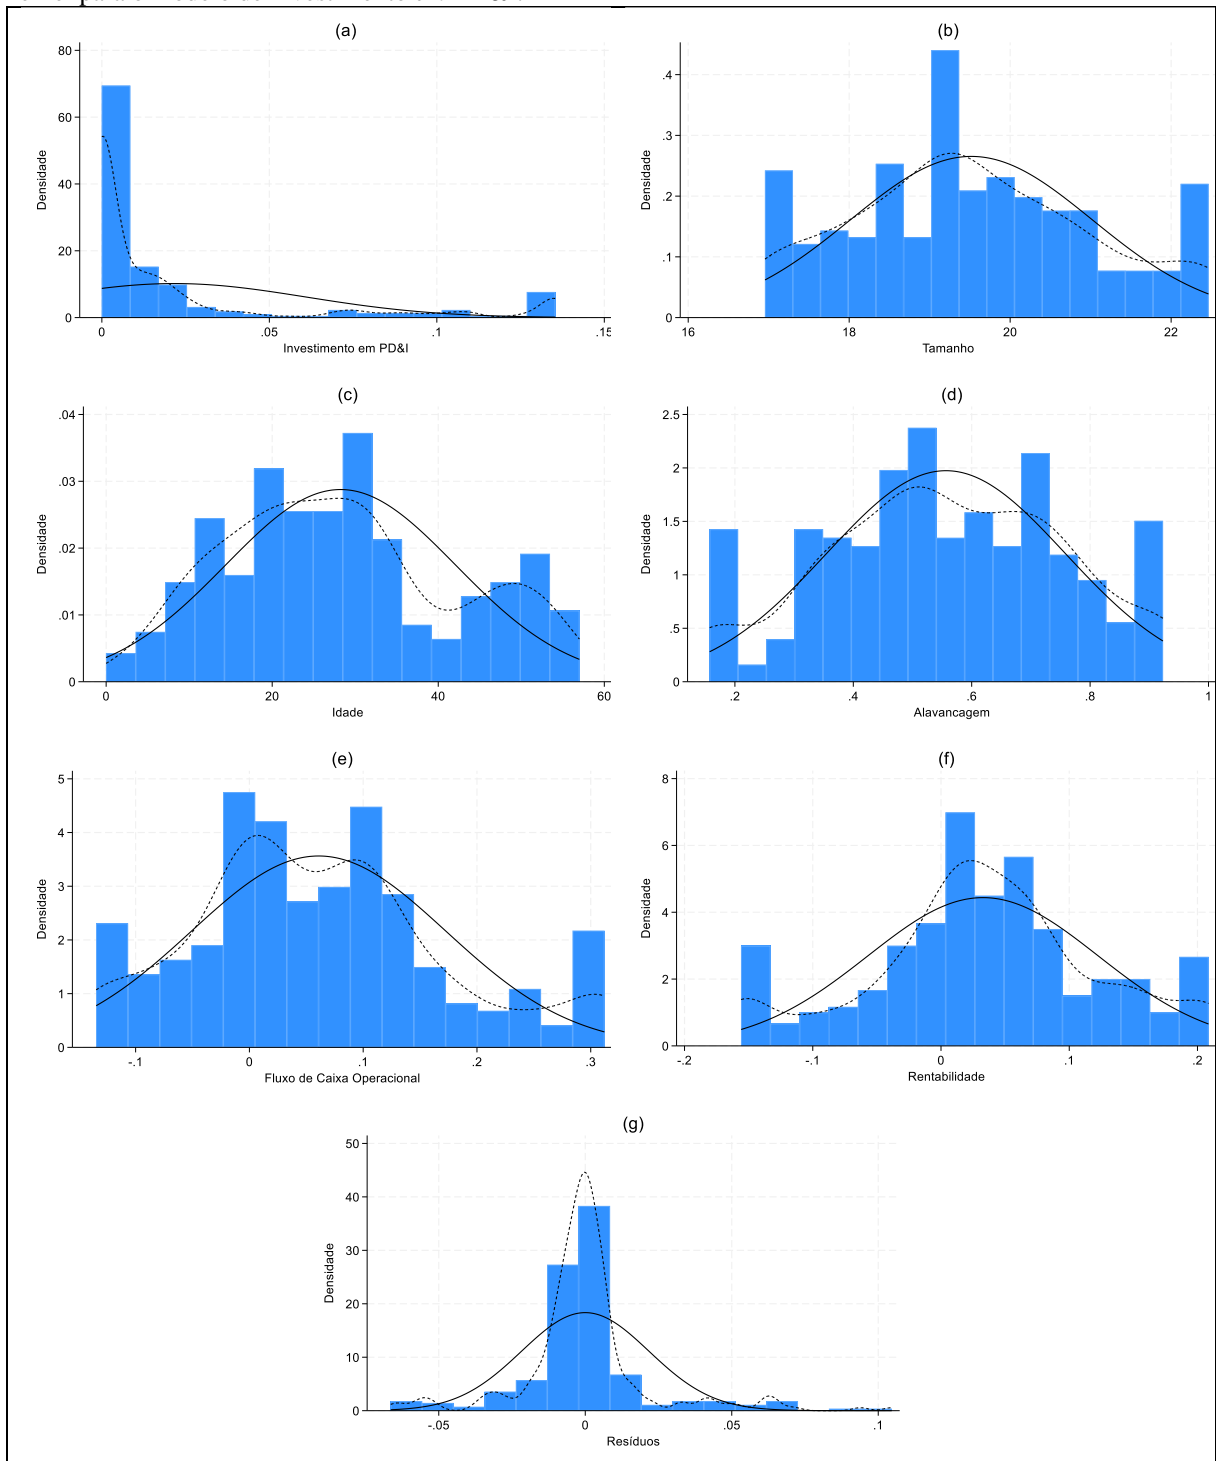 (a)
80
60
40
20
0
Densidade
0 .05 .1 .15
Investimento em PD&I
(b)
.4
.3
.2
.1
0
Densidade
16 18 20 22
Tamanho
(c)
.04
.03
.02
.01
0
Densidade
0 20 40 60
Idade
(d)
2.5
2
1.5
1
.5
0
Densidade
.2 .4 .6 .8 1
Alavancagem
(e)
5
4
3
2
1
0
Densidade
-.1 0 .1 .2 .3
Fluxo de Caixa Operacional
(f)
8
6
4
2
0
Densidade
-.2 -.1 0 .1 .2
Rentabilidade
(g)
50
40
30
20
10
0
Densidade
-.05 0 .05 .1
Resíduos